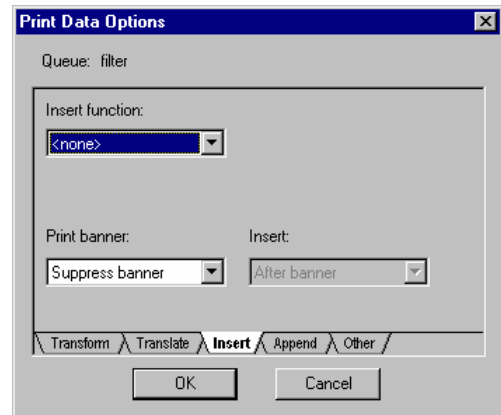 Print Data Options
Queue: filter
Insert function:
<none>
Print banner: Insert:
Suppress banner After banner
Transform Translate Insert Append Other
OK Cancel